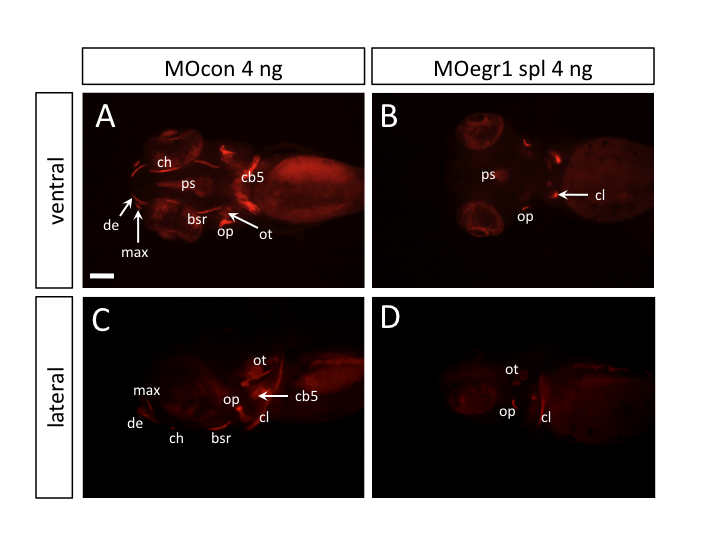 MOcon 4 ng
MOegr1 spl 4 ng
ventral
A
ch
ps
cb5
bsr
de
op
ot
max
B
ps
cl
op
lateral
C
ot
max
op
cb5
de
cl
ch
bsr
D
ot
op
cl